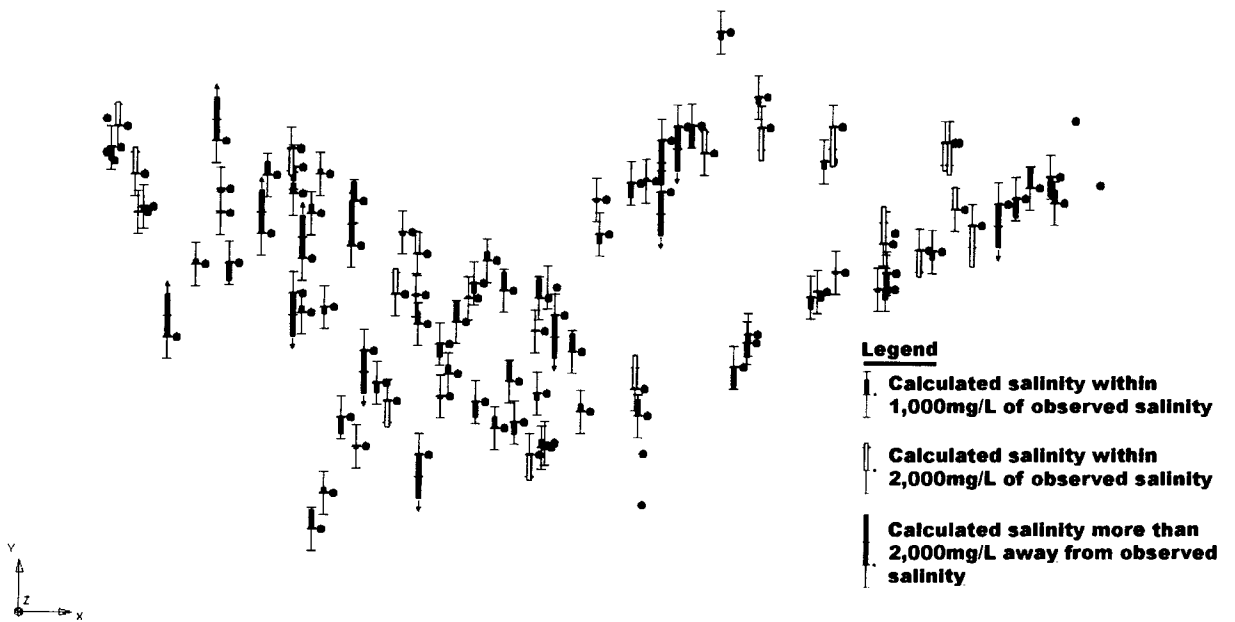 Legend
Calculated salinity within
1,000mg/L of observed salinity
Calculated salinity within
2,000mg/L of observed salinity
Calculated salinity more than
2,000mg/L away from observed
salinity
Y
Z
X